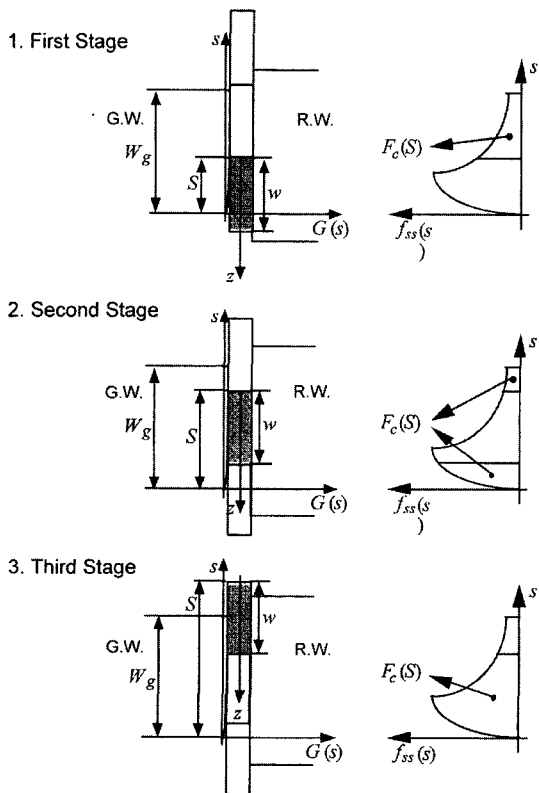 1. First Stage
s
s
G.W.
R.W.
W_g
F_c(S)
S
w
G(s)
f_ss(s
)
z
2. Second Stage
s
s
G.W.
R.W.
W_g
S
w
F_c(S)
G(s)
f_ss(s
)
z
3. Third Stage
s
s
S
w
G.W.
R.W.
W_g
F_c(S)
z
G(s)
f_ss(s)